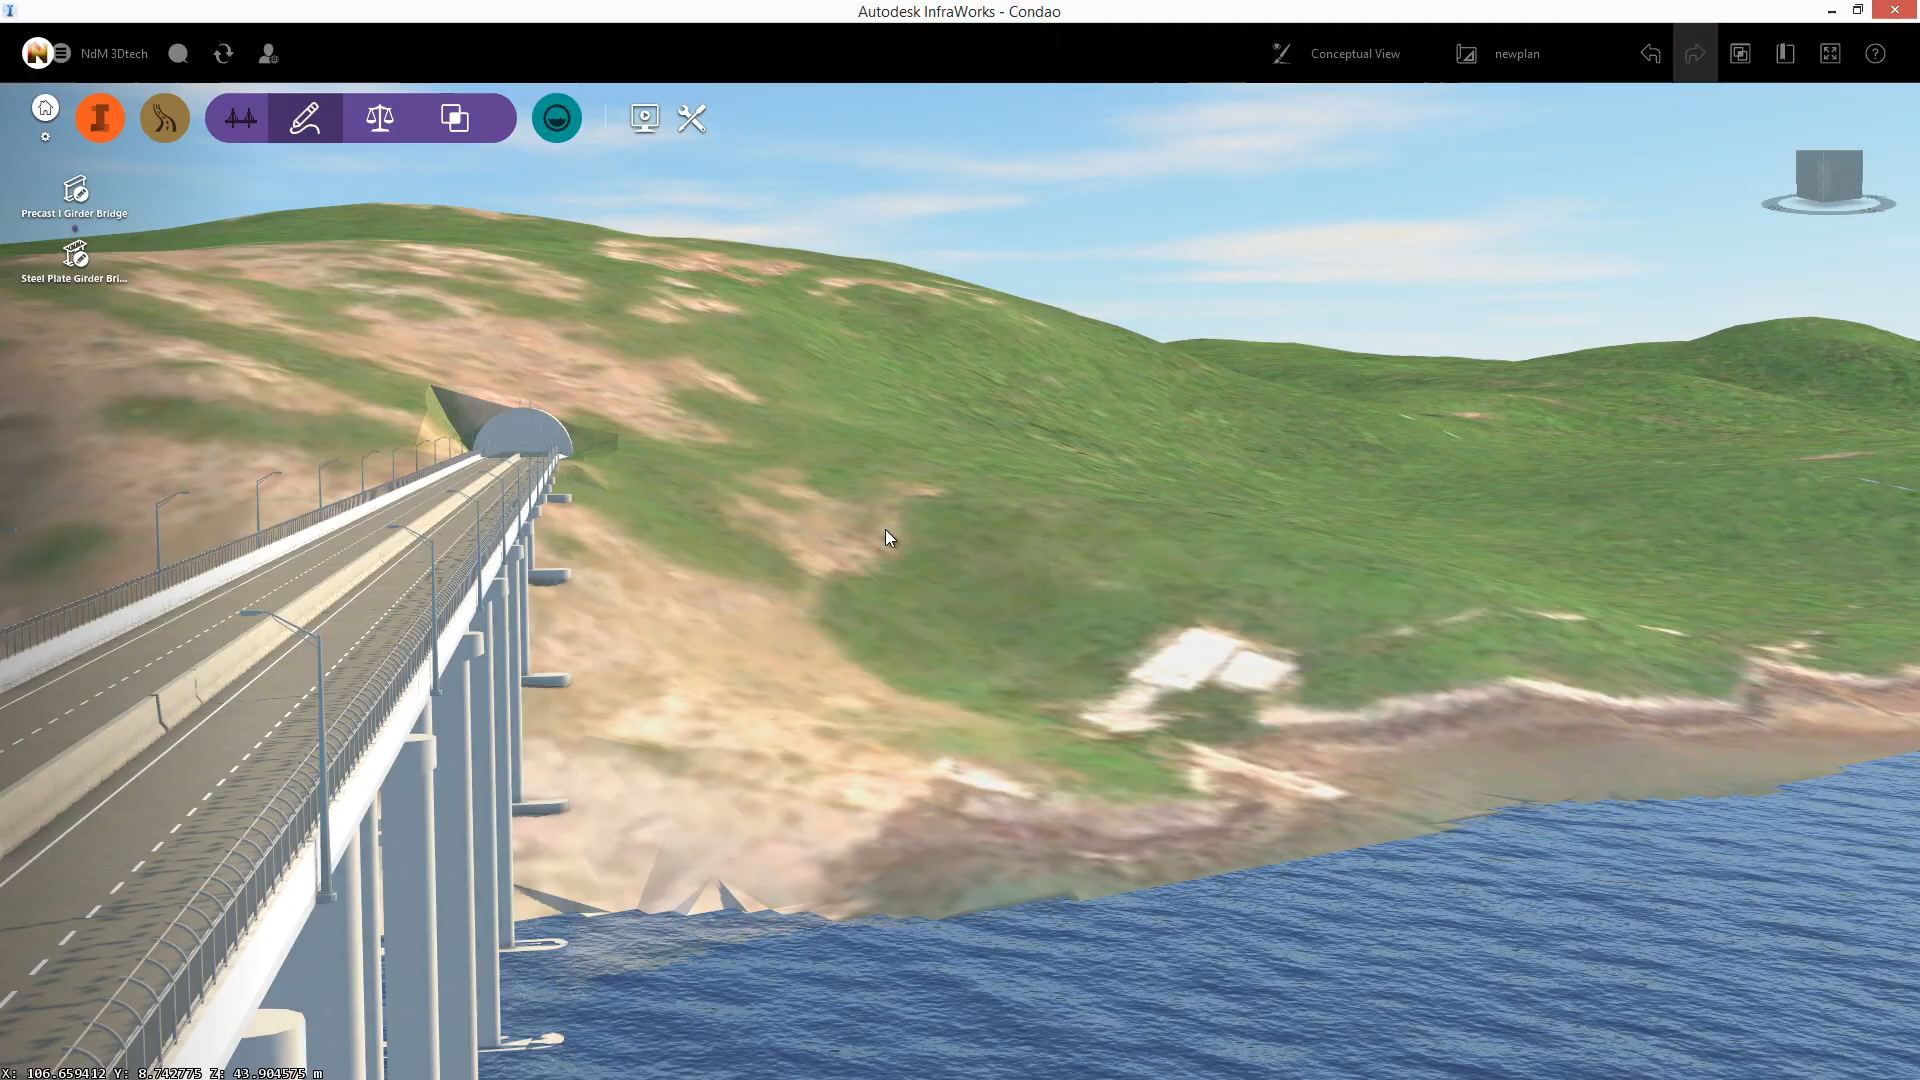 Autodesk InfraWorks - Condao
NdM 3Dtech
Conceptual View
newplan
Precast I Girder Bridge
Steel Plate Girder Bri...
X: 106.659412 Y: 8.742775 Z: 43.904575 m